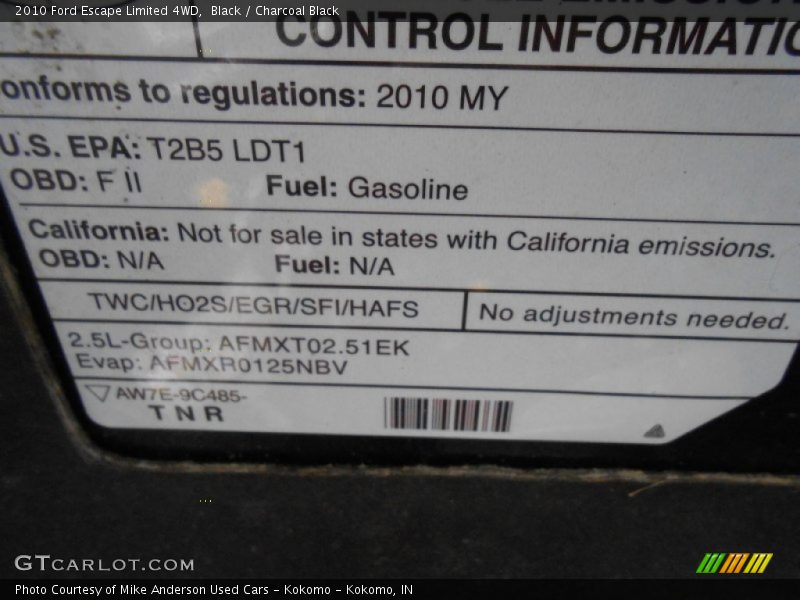 2010 Ford Escape Limited 4WD, Black / Charcoal Black
CONTROL INFORMATIO
onforms to regulations: 2010 MY
U.S. EPA: T2B5 LDT1
OBD: F II Fuel: Gasoline
California: Not for sale in states with California emissions.
OBD: N/A Fuel: N/A
TWC/HO2S/EGR/SFI/HAFS No adjustments needed.
2.5L-Group: AFMXT02.51EK
Evap: AFMXR0125NBV
AW7E-9C485-
T N R
GTCARLOT.COM
Photo Courtesy of Mike Anderson Used Cars – Kokomo – Kokomo, IN